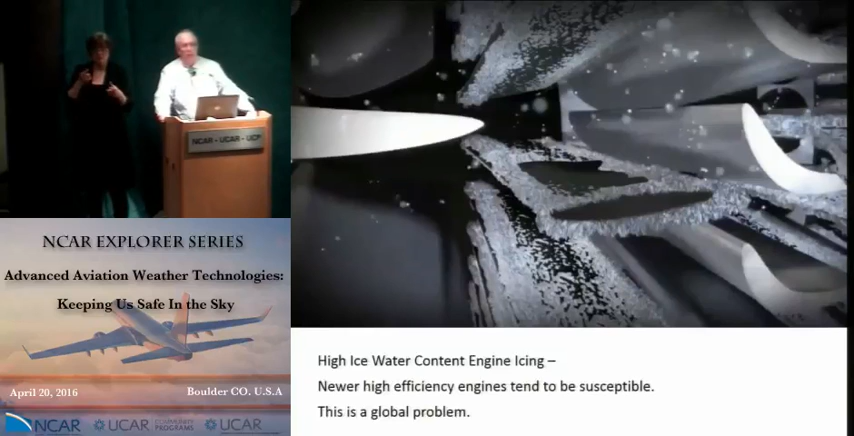 NCAR - UCAR - UCP
NCAR EXPLORER SERIES
Advanced Aviation Weather Technologies:
Keeping Us Safe In the Sky
April 20, 2016
Boulder CO. U.S.A
NCAR
UCAR
COMMUNITY
PROGRAMS
UCAR
High Ice Water Content Engine Icing –
Newer high efficiency engines tend to be susceptible.
This is a global problem.